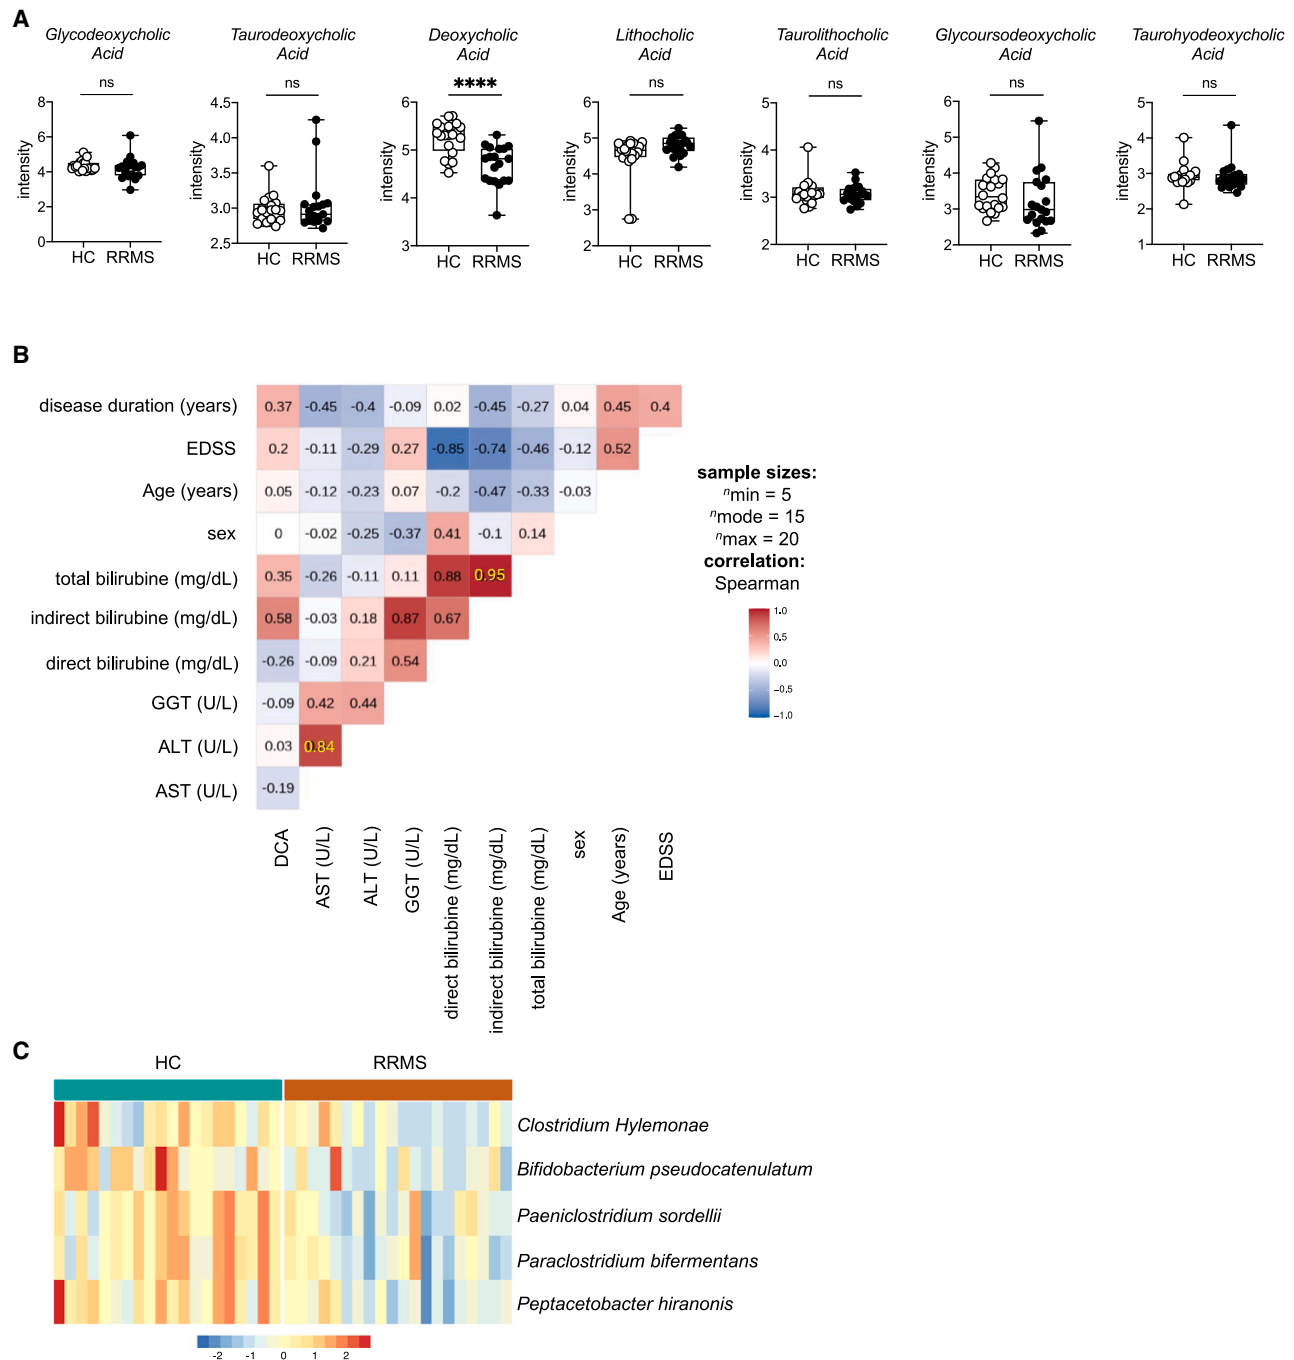 A
Glycodeoxycholic Acid
Taurodeoxycholic Acid
Deoxycholic Acid
Lithocholic Acid
Taurolithocholic Acid
Glycoursodeoxycholic Acid
Taurohyodeoxycholic Acid
ns
ns
****
ns
ns
ns
ns
intensity
8
6
4
2
0
HC RRMS
intensity
4.5
4.0
3.5
3.0
2.5
HC RRMS
intensity
6
5
4
3
HC RRMS
intensity
6
5
4
3
2
HC RRMS
intensity
5
4
3
2
HC RRMS
intensity
6
5
4
3
2
HC RRMS
intensity
5
4
3
2
1
HC RRMS
B
disease duration (years) 0.37 -0.45 -0.4 -0.09 0.02 -0.45 -0.27 0.04 0.45 0.4
EDSS 0.2 -0.11 -0.29 0.27 -0.85 -0.74 -0.46 -0.12 0.52
Age (years) 0.05 -0.12 -0.23 0.07 -0.2 -0.47 -0.33 -0.03
sex 0 -0.02 -0.25 -0.37 0.41 -0.1 0.14
total bilirubine (mg/dL) 0.35 -0.26 -0.11 0.11 0.88 0.95
indirect bilirubine (mg/dL) 0.58 -0.03 0.18 0.87 0.67
direct bilirubine (mg/dL) -0.26 -0.09 0.21 0.54
GGT (U/L) -0.09 0.42 0.44
ALT (U/L) 0.03 0.84
AST (U/L) -0.19
DCA
AST (U/L)
ALT (U/L)
GGT (U/L)
direct bilirubine (mg/dL)
indirect bilirubine (mg/dL)
total bilirubine (mg/dL)
sex
Age (years)
EDSS
sample sizes:
nmin = 5
nmode = 15
nmax = 20
correlation:
Spearman
1.0
0.5
0.0
-0.5
-1.0
C
HC RRMS
Clostridium Hylemonae
Bifidobacterium pseudocatenulatum
Paeniclostridium sordellii
Paraclostridium bifermentans
Peptacetobacter hiranonis
-2 -1 0 1 2